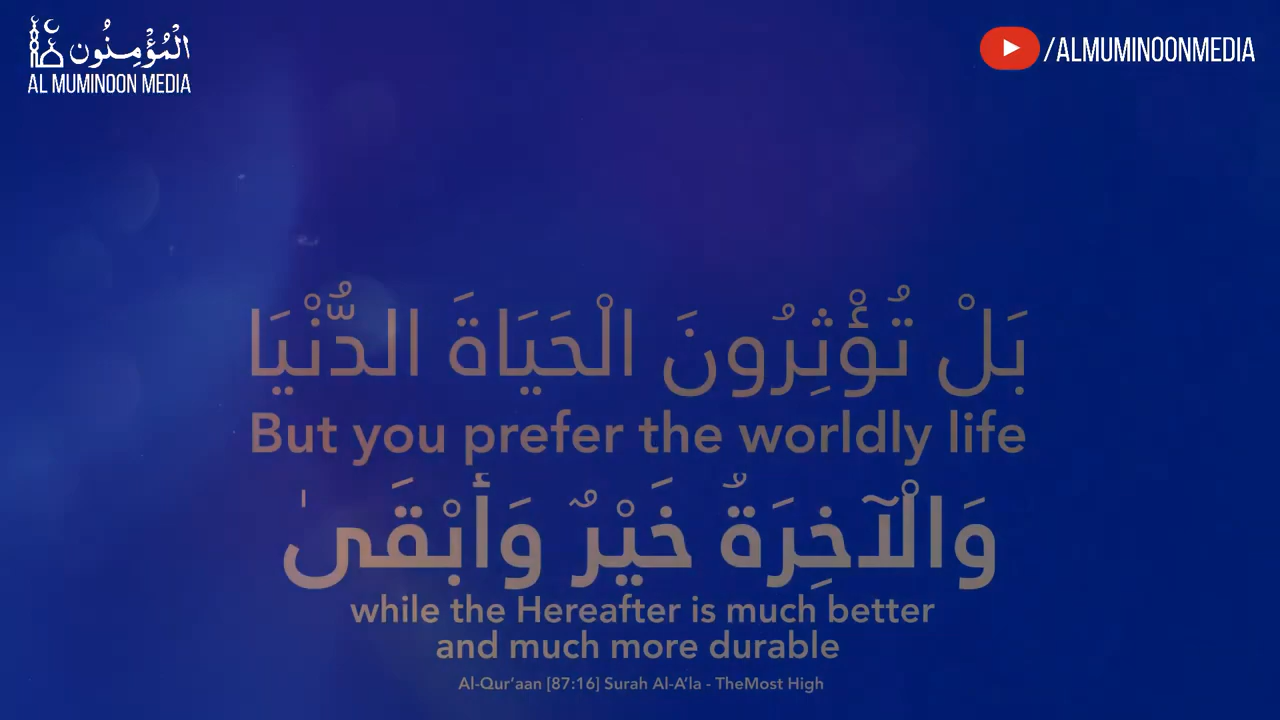 الْمُؤْمِنُون
AL MUMINOON MEDIA
/ALMUMINOONMEDIA
بَلْ تُؤْثِرُونَ الْحَيَاةَ الدُّنْيَا
But you prefer the worldly life
وَالْآخِرَةُ خَيْرٌ وَأَبْقَىٰ
while the Hereafter is much better
and much more durable
Al-Qur’aan [87:16] Surah Al-A’la - TheMost High